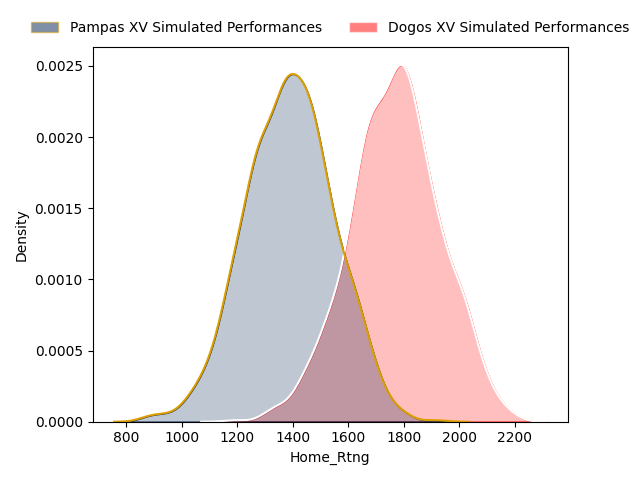 Pampas XV Simulated Performances
Dogos XV Simulated Performances
0.0025
0.0020
0.0015
0.0010
0.0005
0.0000
Density
800 1000 1200 1400 1600 1800 2000 2200
Home_Rtng